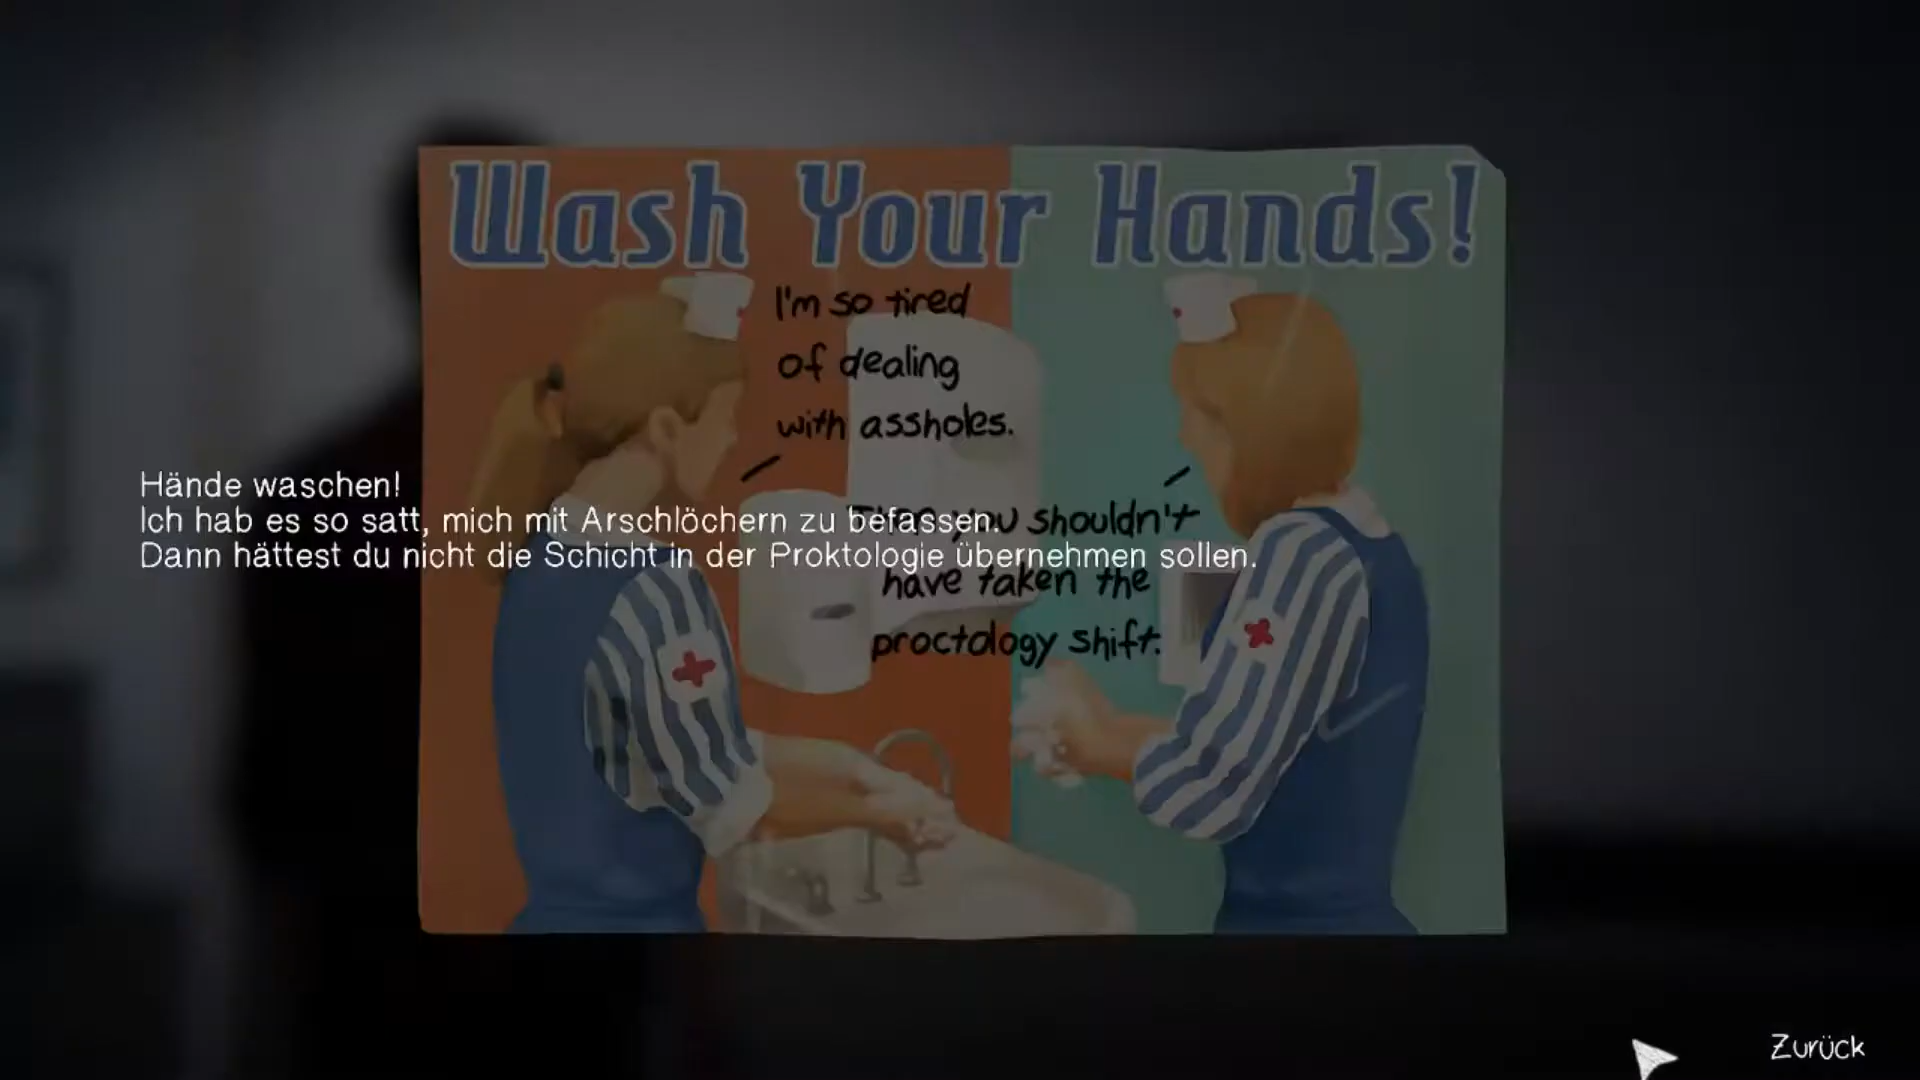 Wash Your Hands!
I'm so tired
of dealing
with assholes.
Hände waschen!
Ich hab es so satt, mich mit Arschlöchern zu befassen.
Dann hättest du nicht die Schicht in der Proktologie übernehmen sollen.
you shouldn't
have taken the
proctology shift.
Zurück